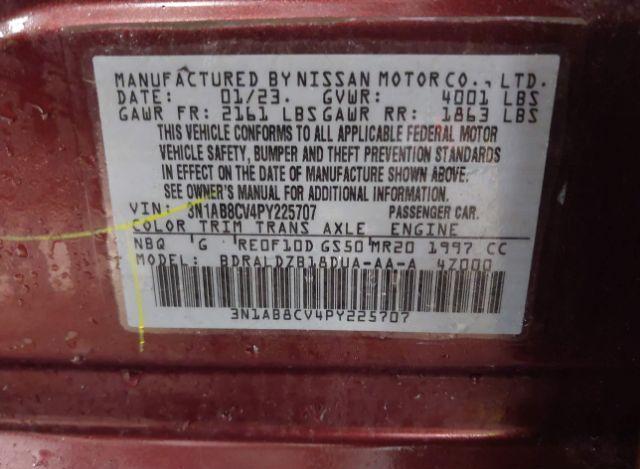 MANUFACTURED BY NISSAN MOTOR CO., LTD.
DATE: 01/23. GVWR: 4001 LBS
GAWR FR: 2161 LBS GAWR RR: 1863 LBS
THIS VEHICLE CONFORMS TO ALL APPLICABLE FEDERAL MOTOR
VEHICLE SAFETY, BUMPER AND THEFT PREVENTION STANDARDS
IN EFFECT ON THE DATE OF MANUFACTURE SHOWN ABOVE.
SEE OWNER'S MANUAL FOR ADDITIONAL INFORMATION.
VIN: 3N1AB8CV4PY225707 PASSENGER CAR.
COLOR TRIM TRANS AXLE ENGINE
NBQ G RE0F10D GS50 MR20 1997 CC
MODEL: BDRALDZB18DUA-AA-A 4Z000
3N1AB8CV4PY225707